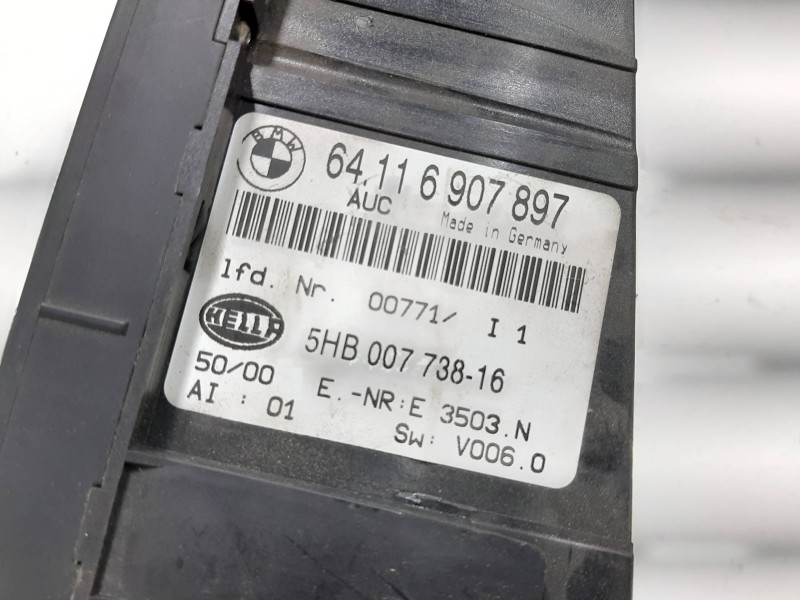 BMW
64.11 6 907 897
AUC Made in Germany
lfd. Nr. 00771/ I 1
HELLA
5HB 007 738-16
50/00 E.-NR:E 3503.N
AI : 01 SW: V006.0